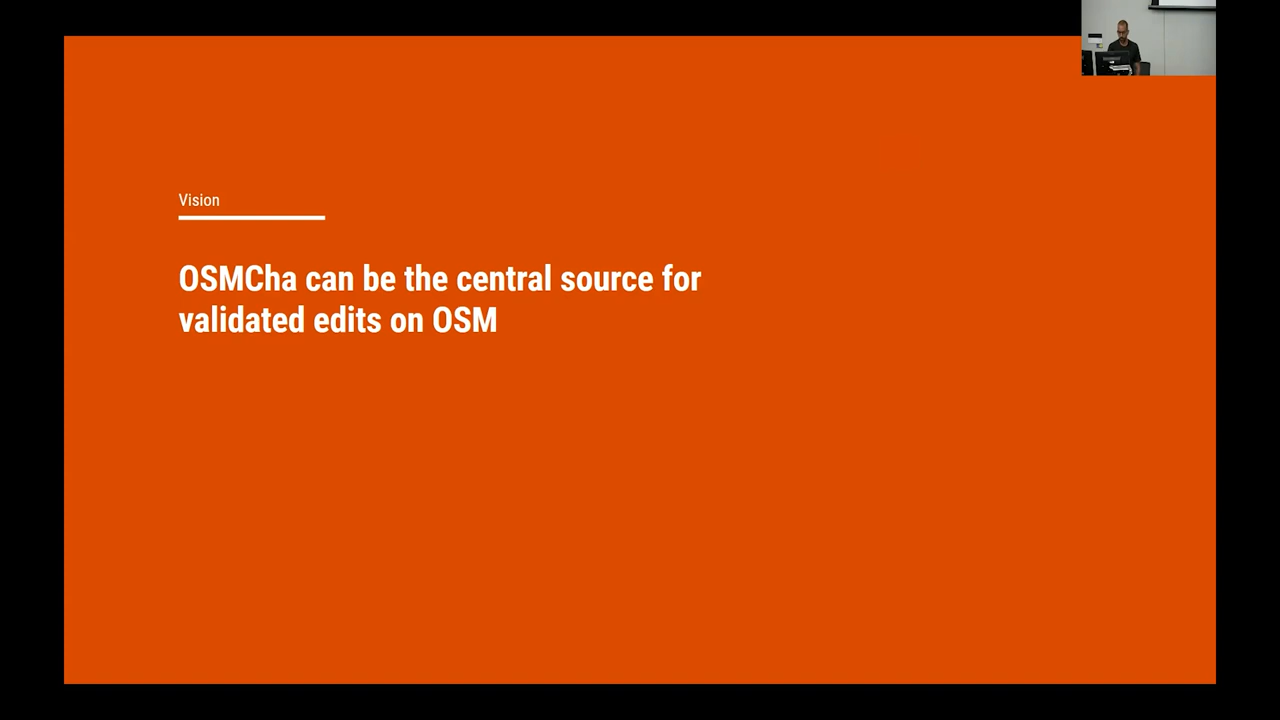 Vision
OSMCha can be the central source for
validated edits on OSM